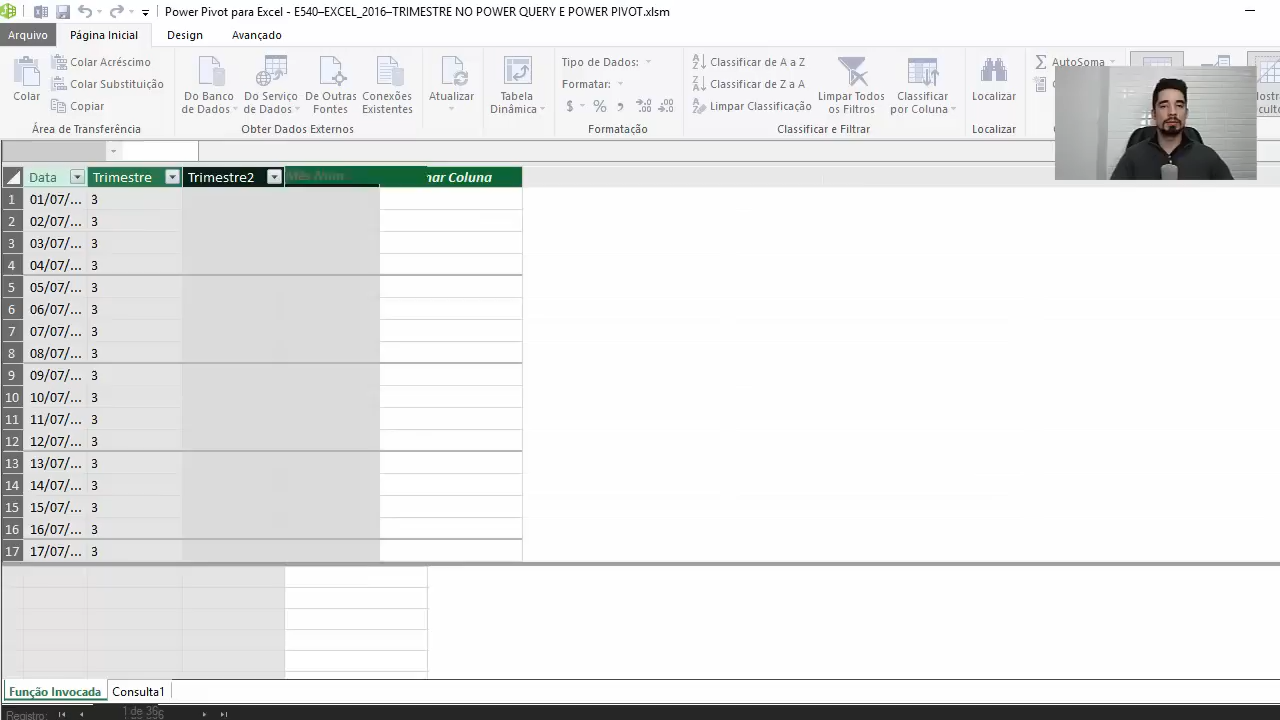 Power Pivot para Excel - E540–EXCEL_2016–TRIMESTRE NO POWER QUERY E POWER PIVOT.xlsm
Arquivo Página Inicial Design Avançado
Colar
Colar Acréscimo
Colar Substituição
Copiar
Área de Transferência
Do Banco de Dados
Do Serviço de Dados
De Outras Fontes
Conexões Existentes
Obter Dados Externos
Atualizar
Tabela Dinâmica
Tipo de Dados:
Formatar:
$ % ,
Formatação
Classificar de A a Z
Classificar de Z a A
Limpar Classificação
Limpar Todos os Filtros
Classificar por Coluna
Classificar e Filtrar
Localizar
Localizar
AutoSoma
Data Trimestre Trimestre2 nar Coluna
1 01/07/... 3
2 02/07/... 3
3 03/07/... 3
4 04/07/... 3
5 05/07/... 3
6 06/07/... 3
7 07/07/... 3
8 08/07/... 3
9 09/07/... 3
10 10/07/... 3
11 11/07/... 3
12 12/07/... 3
13 13/07/... 3
14 14/07/... 3
15 15/07/... 3
16 16/07/... 3
17 17/07/... 3
Função Invocada Consulta1
Registro: